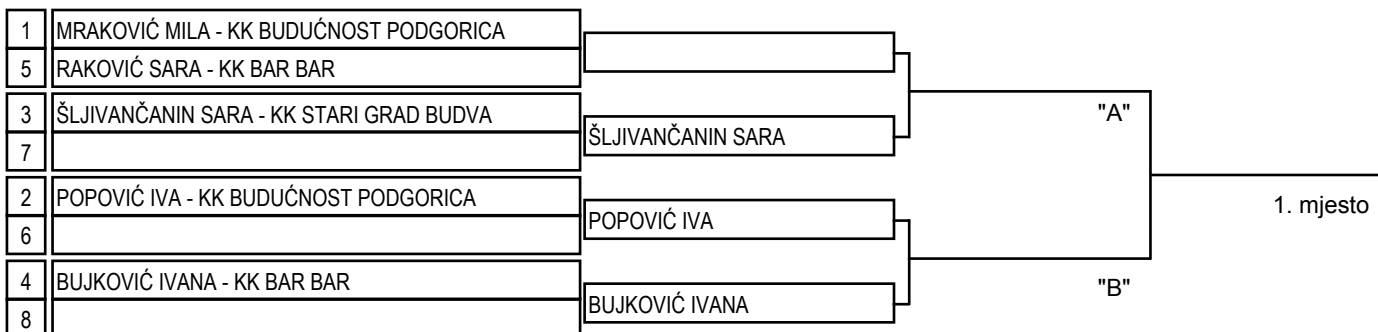 1 MRAKOVIĆ MILA - KK BUDUĆNOST PODGORICA
5 RAKOVIĆ SARA - KK BAR BAR
3 ŠLJIVANČANIN SARA - KK STARI GRAD BUDVA
7
ŠLJIVANČANIN SARA
"A"
2 POPOVIĆ IVA - KK BUDUĆNOST PODGORICA
6
POPOVIĆ IVA
1. mjesto
4 BUJKOVIĆ IVANA - KK BAR BAR
8
BUJKOVIĆ IVANA
"B"